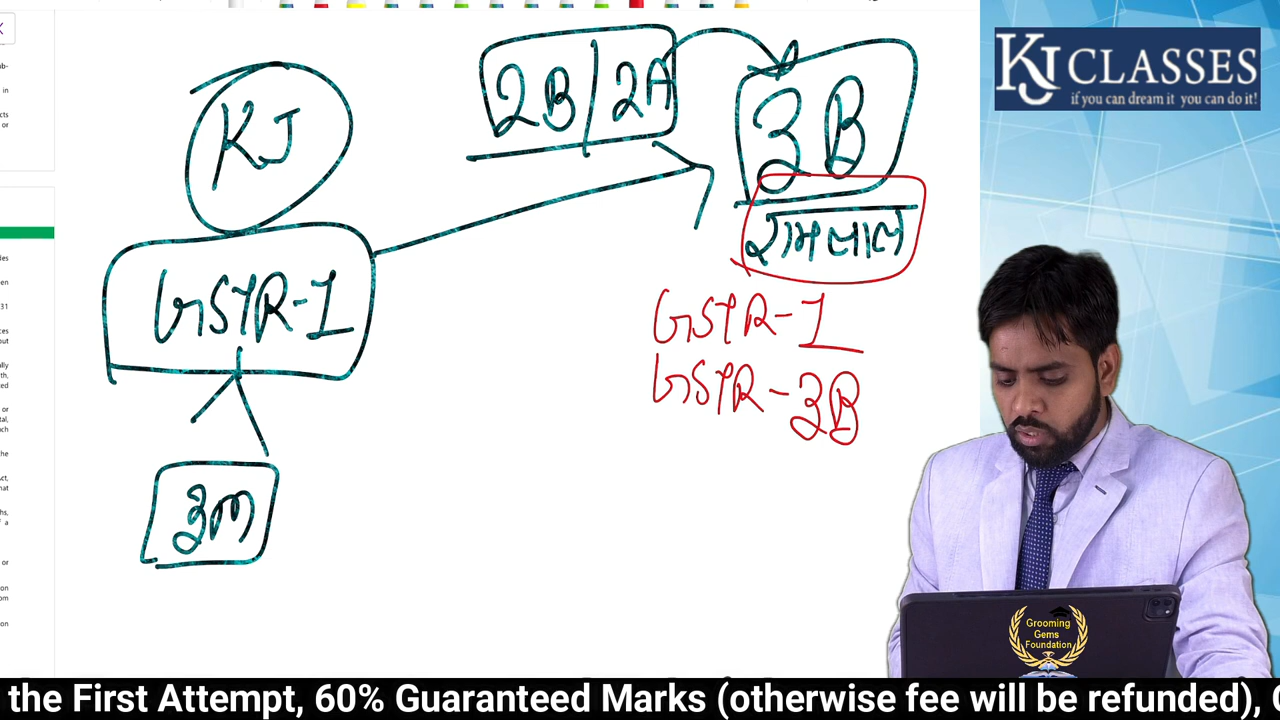 KJ
2B/2A
3B
रामलाल
GSTR-1
GSTR-1
GSTR-3B
3m
KJ CLASSES
if you can dream it you can do it!
Grooming
Gems
Foundation
the First Attempt, 60% Guaranteed Marks (otherwise fee will be refunded),